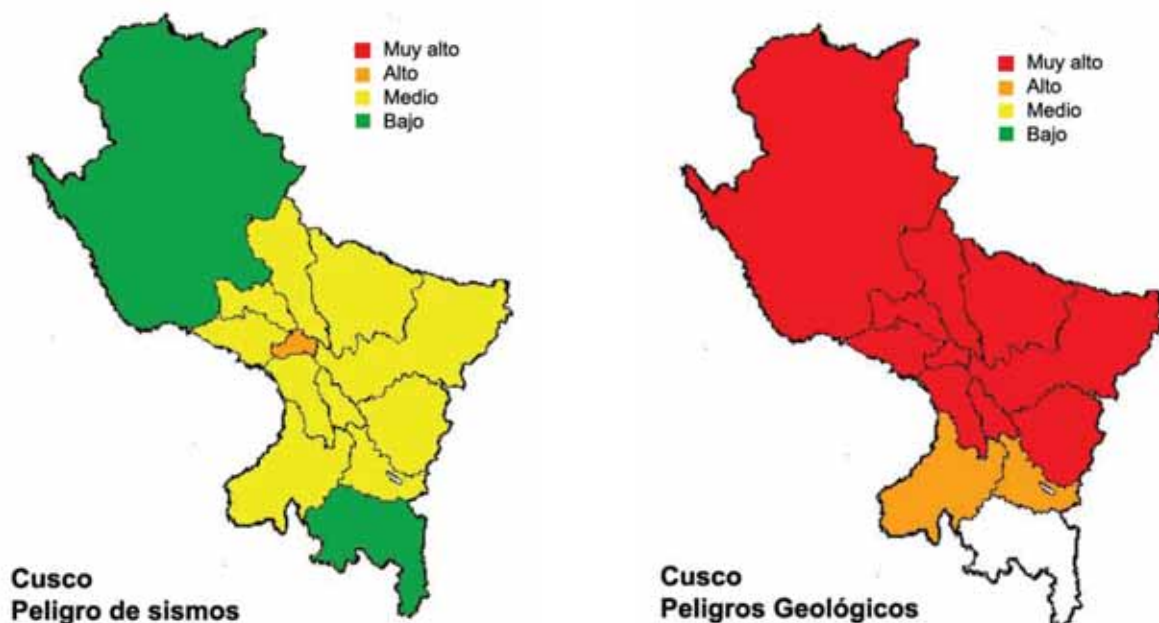 Muy alto
Alto
Medio
Bajo
Cusco
Peligro de sismos
Muy alto
Alto
Medio
Bajo
Cusco
Peligros Geológicos